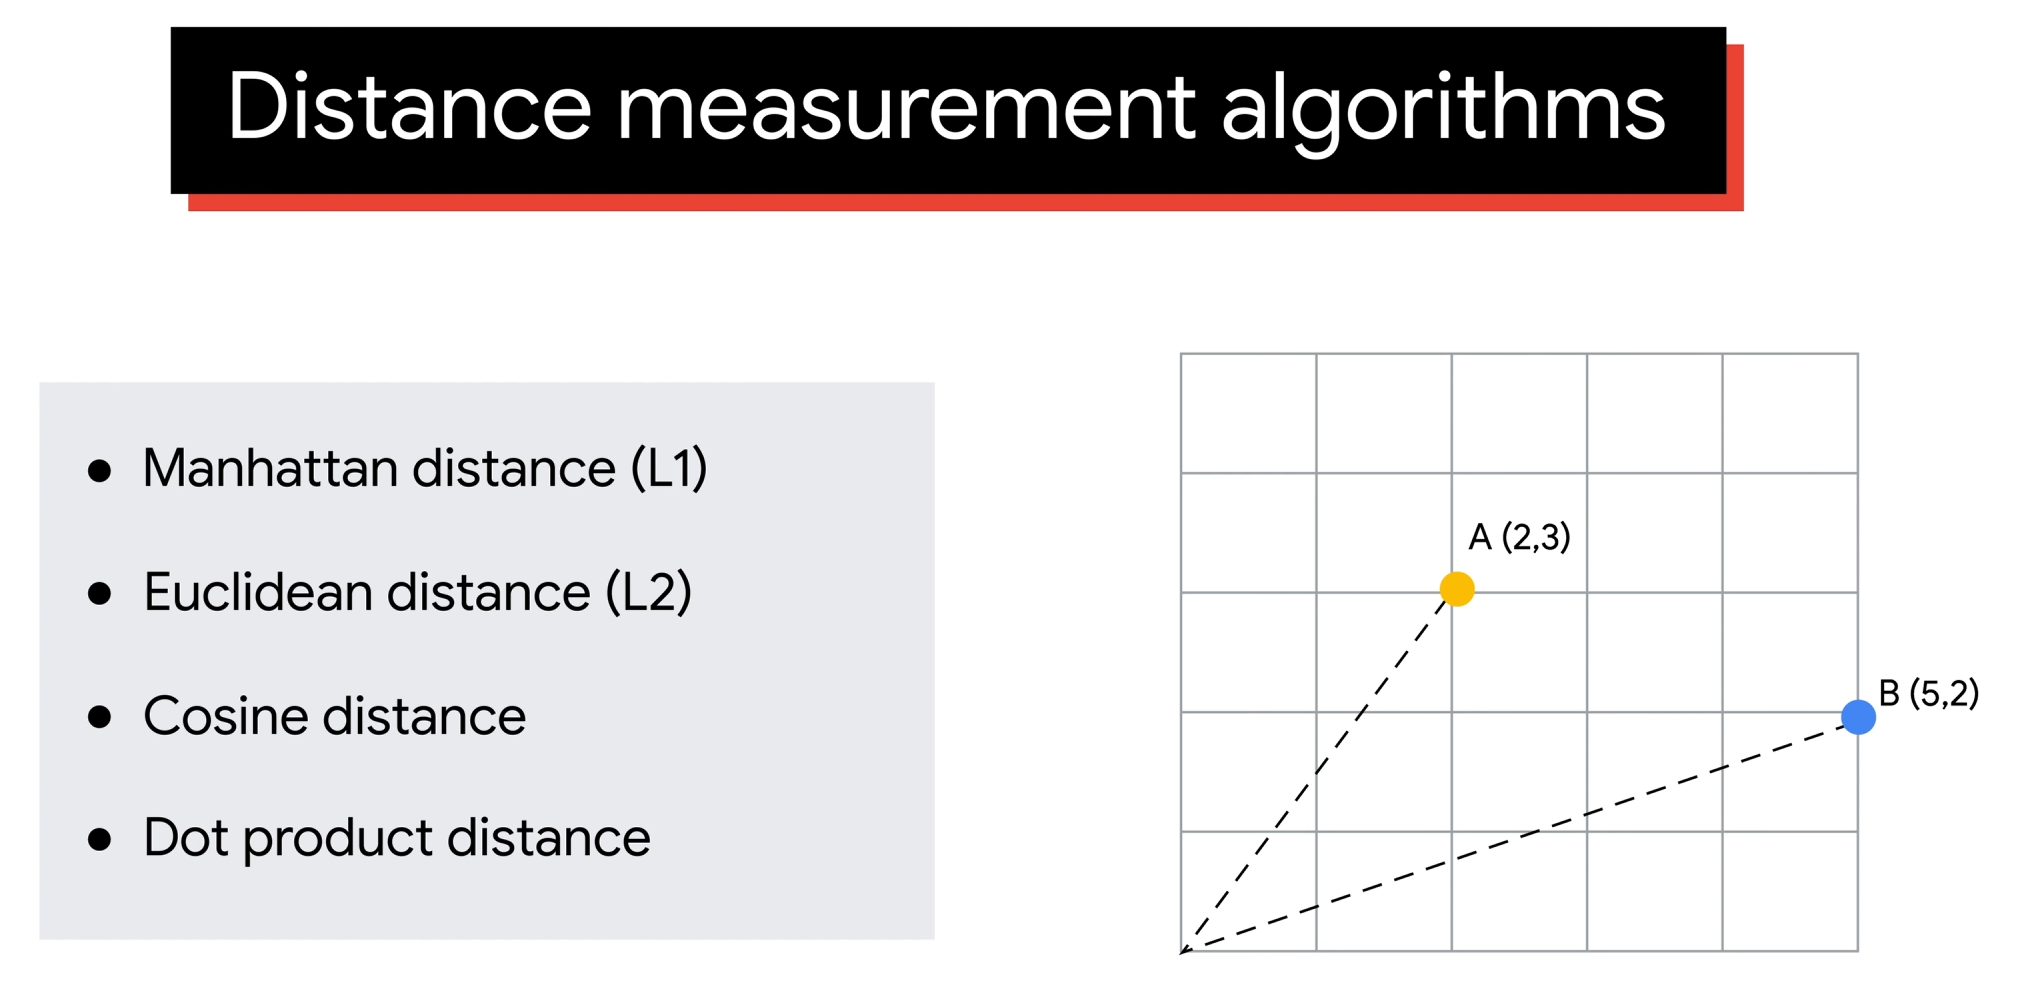 Distance measurement algorithms
● Manhattan distance (L1)
● Euclidean distance (L2)
● Cosine distance
● Dot product distance
A (2,3)
B (5,2)